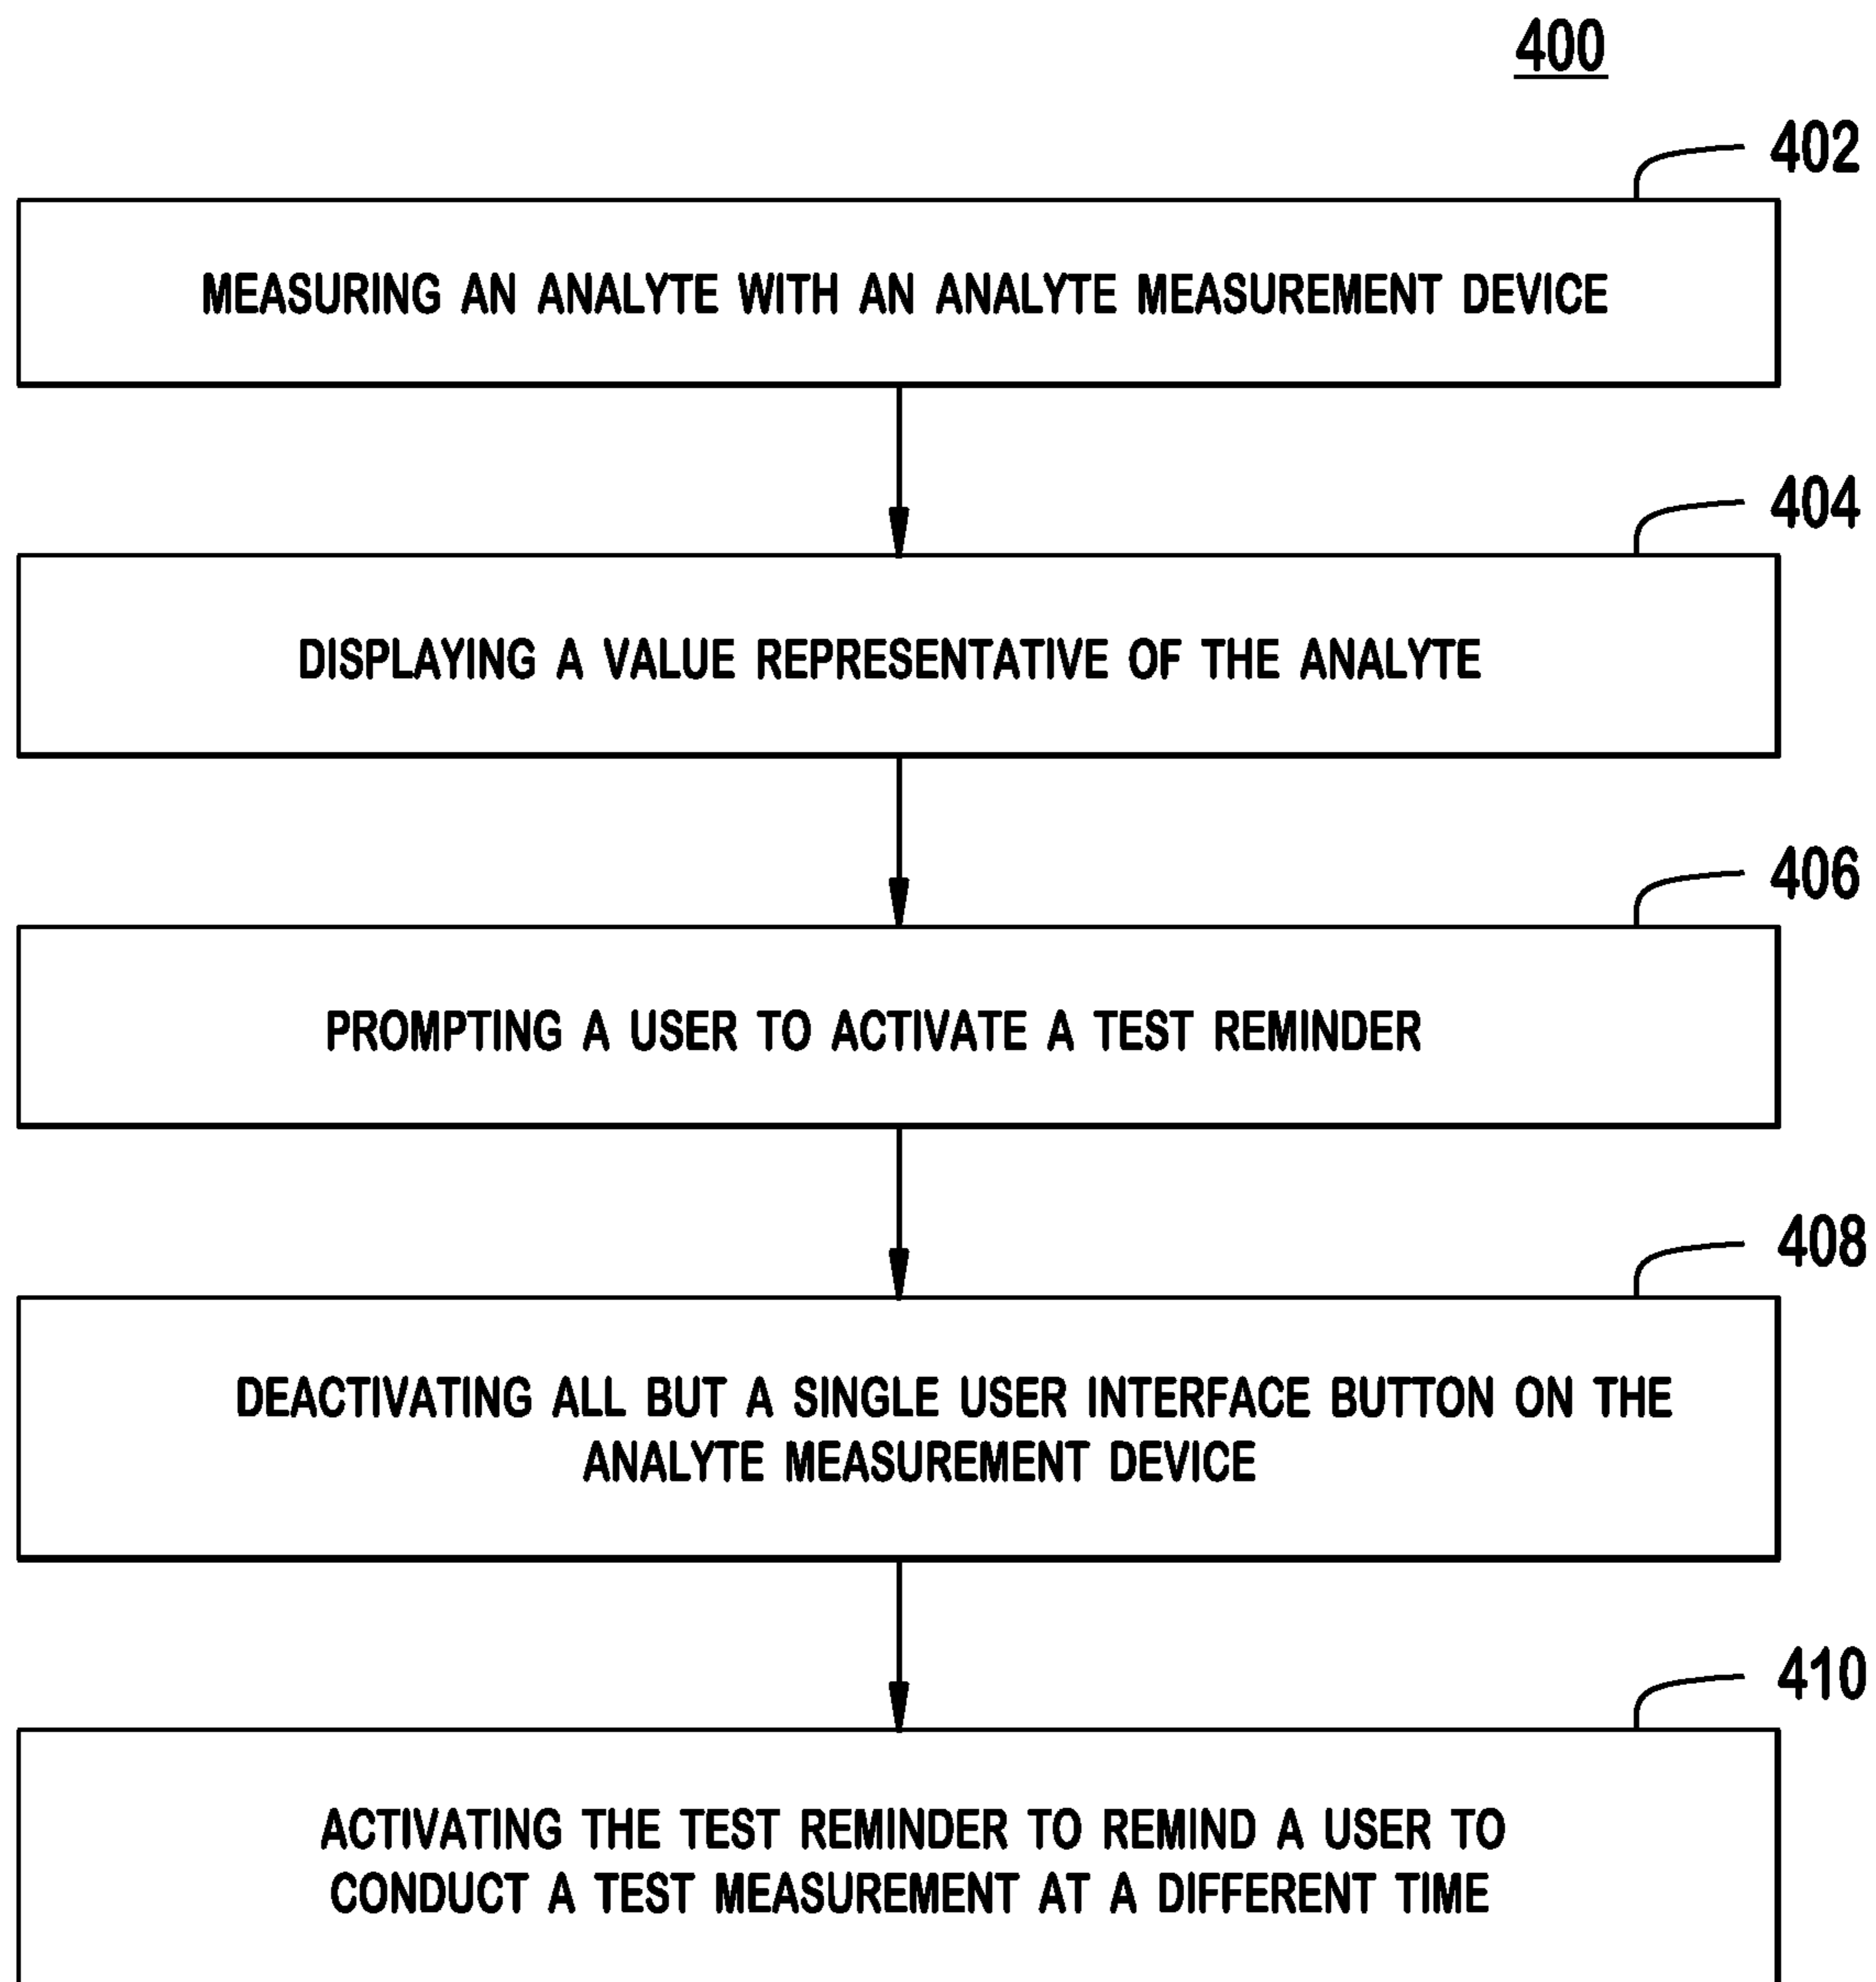 400
402
MEASURING AN ANALYTE WITH AN ANALYTE MEASUREMENT DEVICE
404
DISPLAYING A VALUE REPRESENTATIVE OF THE ANALYTE
406
PROMPTING A USER TO ACTIVATE A TEST REMINDER
408
DEACTIVATING ALL BUT A SINGLE USER INTERFACE BUTTON ON THE
ANALYTE MEASUREMENT DEVICE
410
ACTIVATING THE TEST REMINDER TO REMIND A USER TO
CONDUCT A TEST MEASUREMENT AT A DIFFERENT TIME